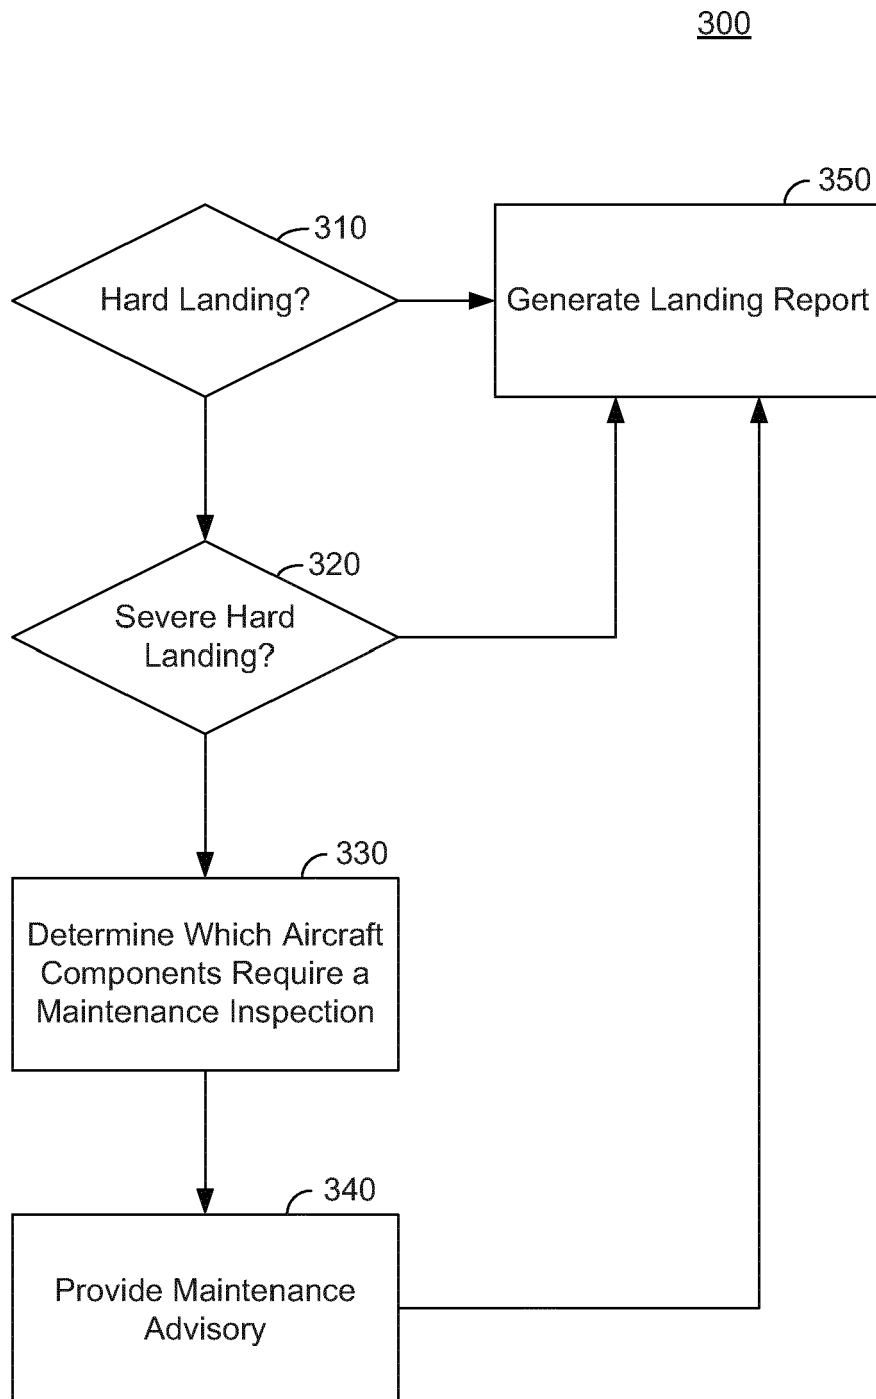 300
350
310
Hard Landing?
Generate Landing Report
320
Severe Hard
Landing?
330
Determine Which Aircraft
Components Require a
Maintenance Inspection
340
Provide Maintenance
Advisory